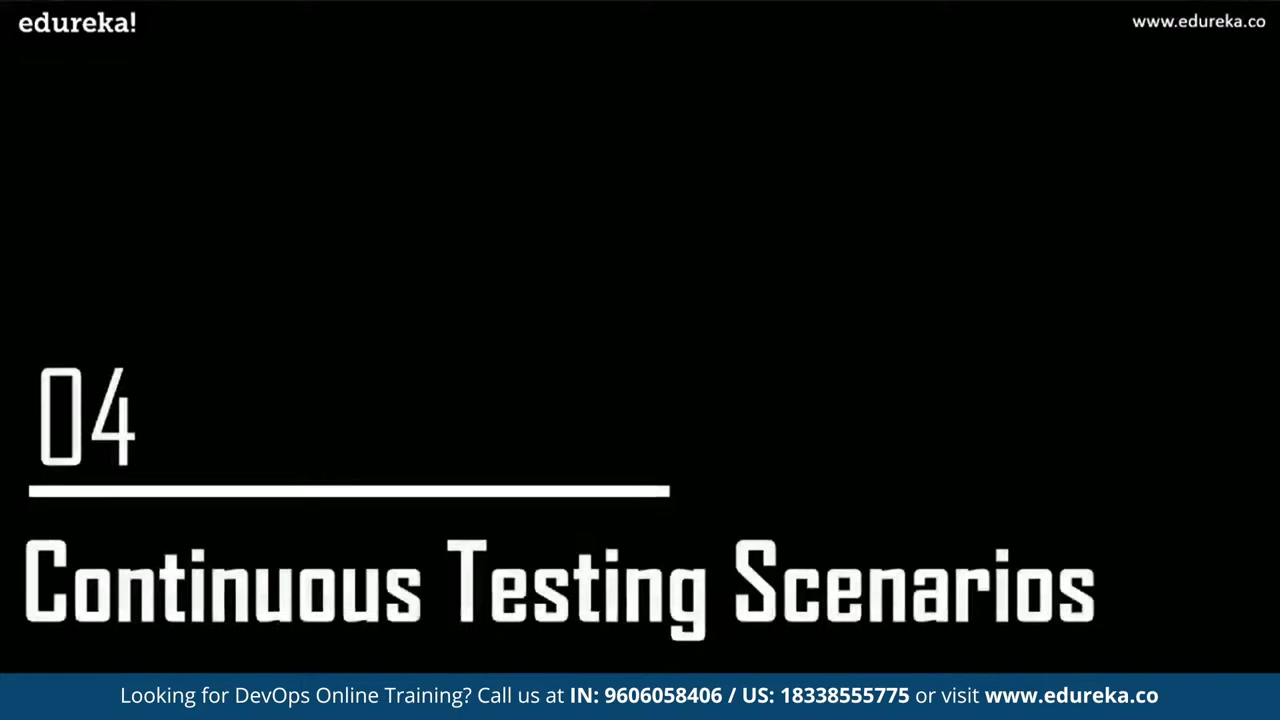 edureka!
www.edureka.co
04
Continuous Testing Scenarios
Looking for DevOps Online Training? Call us at IN: 9606058406 / US: 18338555775 or visit www.edureka.co